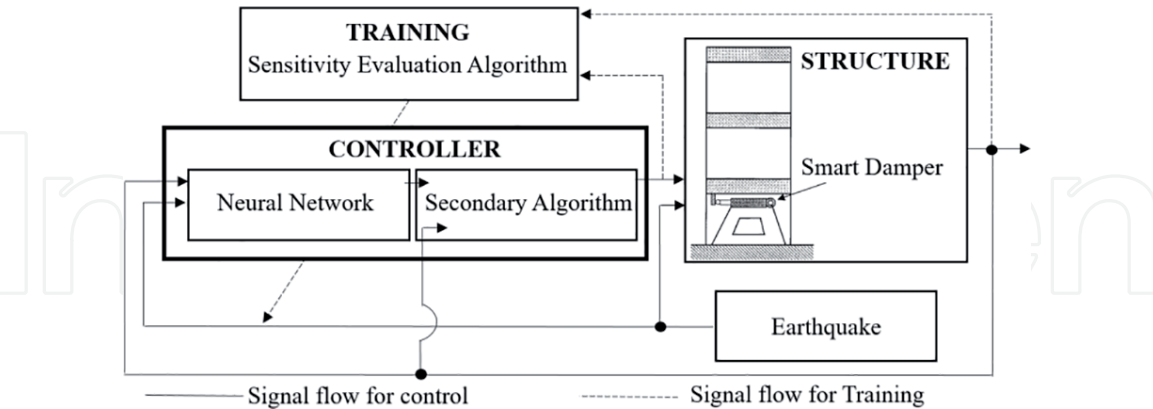 TRAINING
Sensitivity Evaluation Algorithm
STRUCTURE
CONTROLLER
Neural Network
Secondary Algorithm
Smart Damper
Earthquake
Signal flow for control
Signal flow for Training